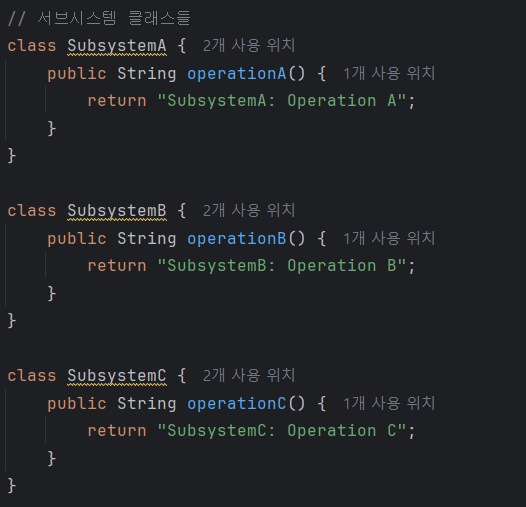 // 서브시스템 클래스들
class SubsystemA {  2개 사용 위치
    public String operationA() {  1개 사용 위치
        return "SubsystemA: Operation A";
    }
}

class SubsystemB {  2개 사용 위치
    public String operationB() {  1개 사용 위치
        return "SubsystemB: Operation B";
    }
}

class SubsystemC {  2개 사용 위치
    public String operationC() {  1개 사용 위치
        return "SubsystemC: Operation C";
    }
}